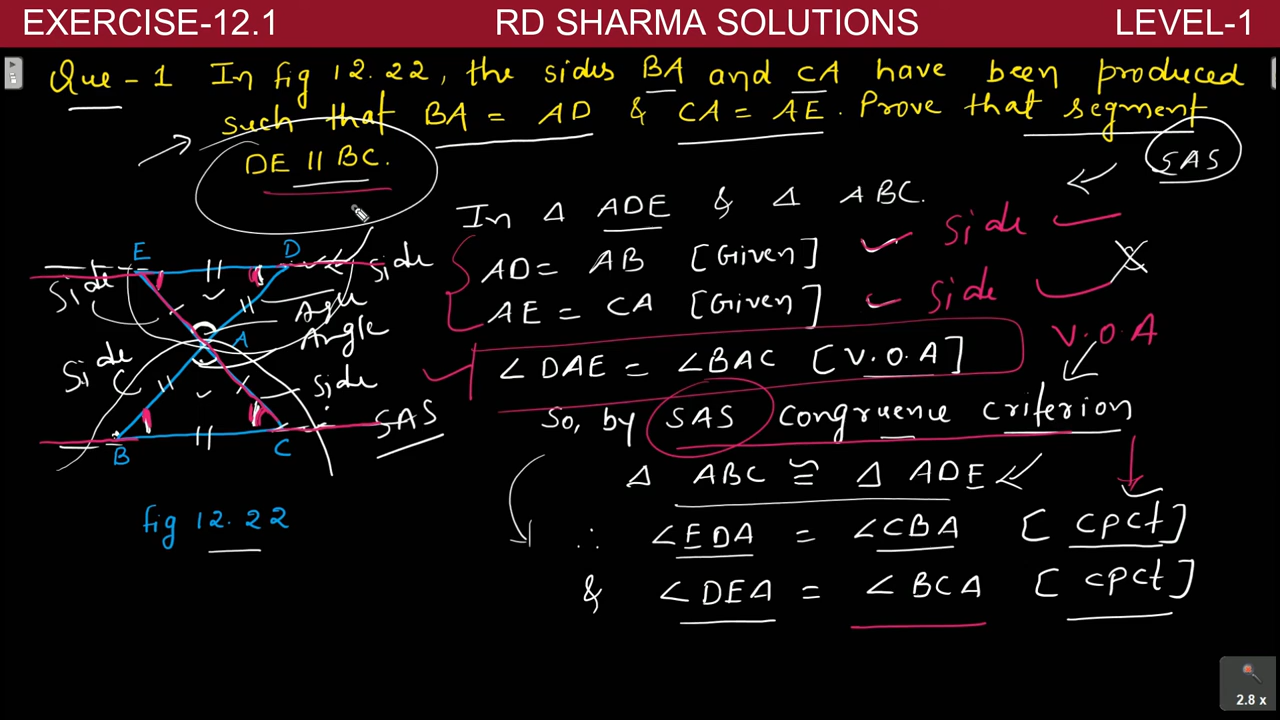 EXERCISE-12.1 RD SHARMA SOLUTIONS LEVEL-1
Que-1 In fig 12.22, the sides BA and CA have been produced
such that BA = AD & CA = AE. Prove that segment
DE || BC.
SAS
In Δ ADE & Δ ABC.
AD = AB [Given] Side
AE = CA [Given] Side
V.O.A
∠DAE = ∠BAC [V.O.A]
So, by SAS congruence criterion
Δ ABC ≅ Δ ADE
∴ ∠EDA = ∠CBA [CPCt]
& ∠DEA = ∠BCA [CPCt]
E D
Side Side
Agle
A Angle
Side Side
SAS
B C
fig 12.22
2.8 x